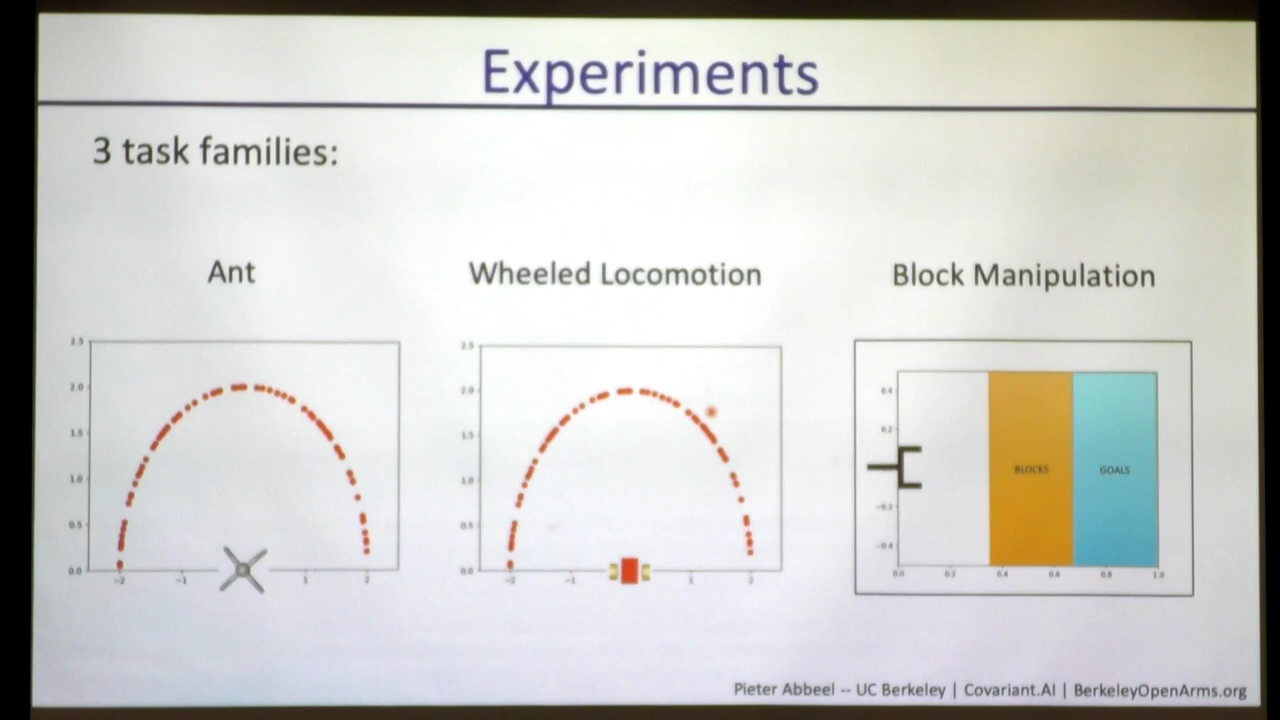 Experiments
3 task families:
Ant
Wheeled Locomotion
Block Manipulation
2.5
2.0
1.5
1.0
0.5
0.0
-2
-1
1
2
2.5
2.0
1.5
1.0
0.5
0.0
-2
-1
1
2
0.4
0.2
-0.2
-0.4
BLOCKS
GOALS
0.0 0.2 0.4 0.6 0.8 1.0
Pieter Abbeel -- UC Berkeley | Covariant.AI | BerkeleyOpenArms.org